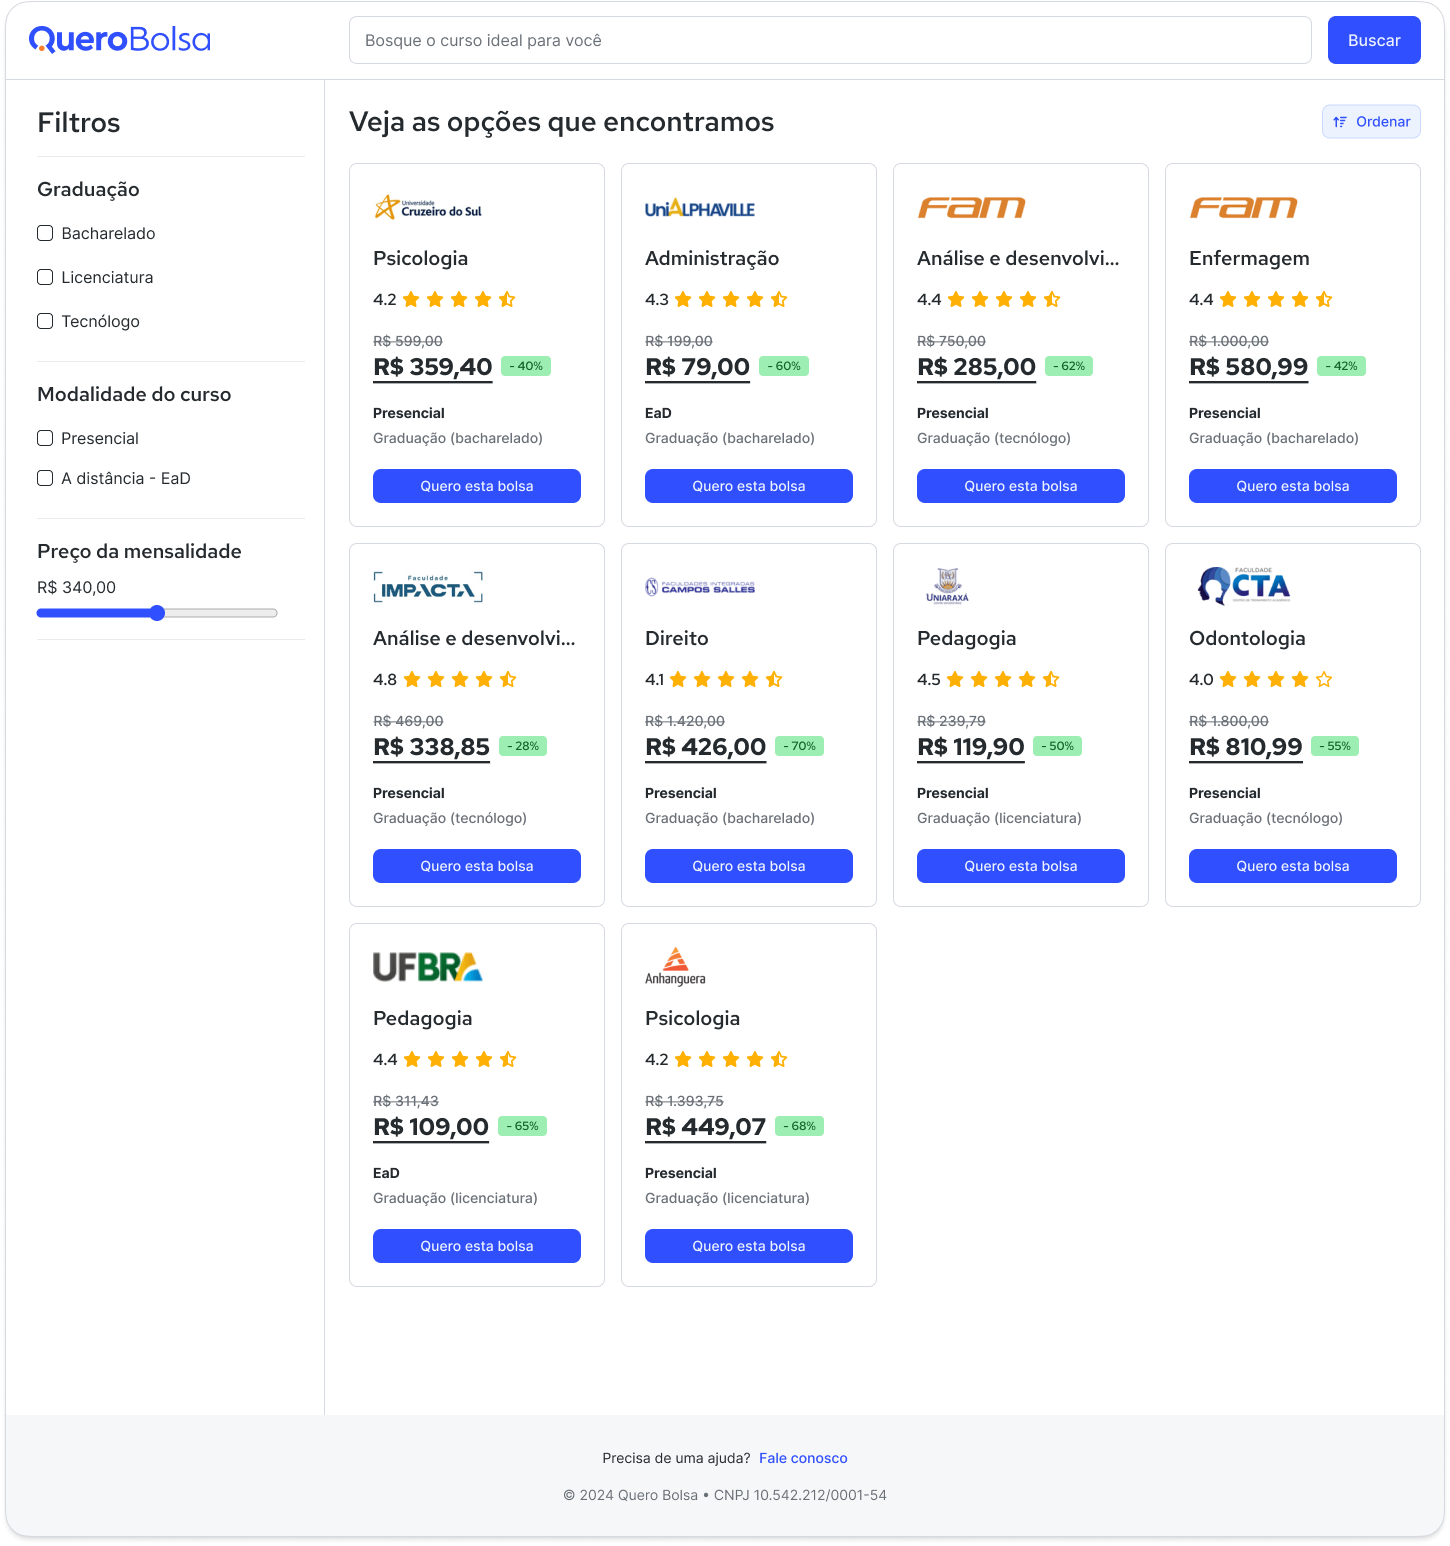 QueroBolsa
Bosque o curso ideal para você
Buscar
Filtros
Graduação
Bacharelado
Licenciatura
Tecnólogo
Modalidade do curso
Presencial
A distância - EaD
Preço da mensalidade
R$ 340,00
Veja as opções que encontramos
Ordenar
Universidade
Cruzeiro do Sul
Psicologia
4.2
R$ 599,00
R$ 359,40 - 40%
Presencial
Graduação (bacharelado)
Quero esta bolsa
UniALPHAVILLE
Administração
4.3
R$ 199,00
R$ 79,00 - 60%
EaD
Graduação (bacharelado)
Quero esta bolsa
Fam
Análise e desenvolvi...
4.4
R$ 750,00
R$ 285,00 - 62%
Presencial
Graduação (tecnólogo)
Quero esta bolsa
Fam
Enfermagem
4.4
R$ 1.000,00
R$ 580,99 - 42%
Presencial
Graduação (bacharelado)
Quero esta bolsa
Faculdade
IMPACTA
Análise e desenvolvi...
4.8
R$ 469,00
R$ 338,85 - 28%
Presencial
Graduação (tecnólogo)
Quero esta bolsa
FACULDADES INTEGRADAS
CAMPOS SALLES
Direito
4.1
R$ 1.420,00
R$ 426,00 - 70%
Presencial
Graduação (bacharelado)
Quero esta bolsa
UNIARAXÁ
Pedagogia
4.5
R$ 239,79
R$ 119,90 - 50%
Presencial
Graduação (licenciatura)
Quero esta bolsa
FACULDADE
CTA
Odontologia
4.0
R$ 1.800,00
R$ 810,99 - 55%
Presencial
Graduação (tecnólogo)
Quero esta bolsa
UFBRA
Pedagogia
4.4
R$ 311,43
R$ 109,00 - 65%
EaD
Graduação (licenciatura)
Quero esta bolsa
Anhanguera
Psicologia
4.2
R$ 1.393,75
R$ 449,07 - 68%
Presencial
Graduação (licenciatura)
Quero esta bolsa
Precisa de uma ajuda? Fale conosco
© 2024 Quero Bolsa • CNPJ 10.542.212/0001-54